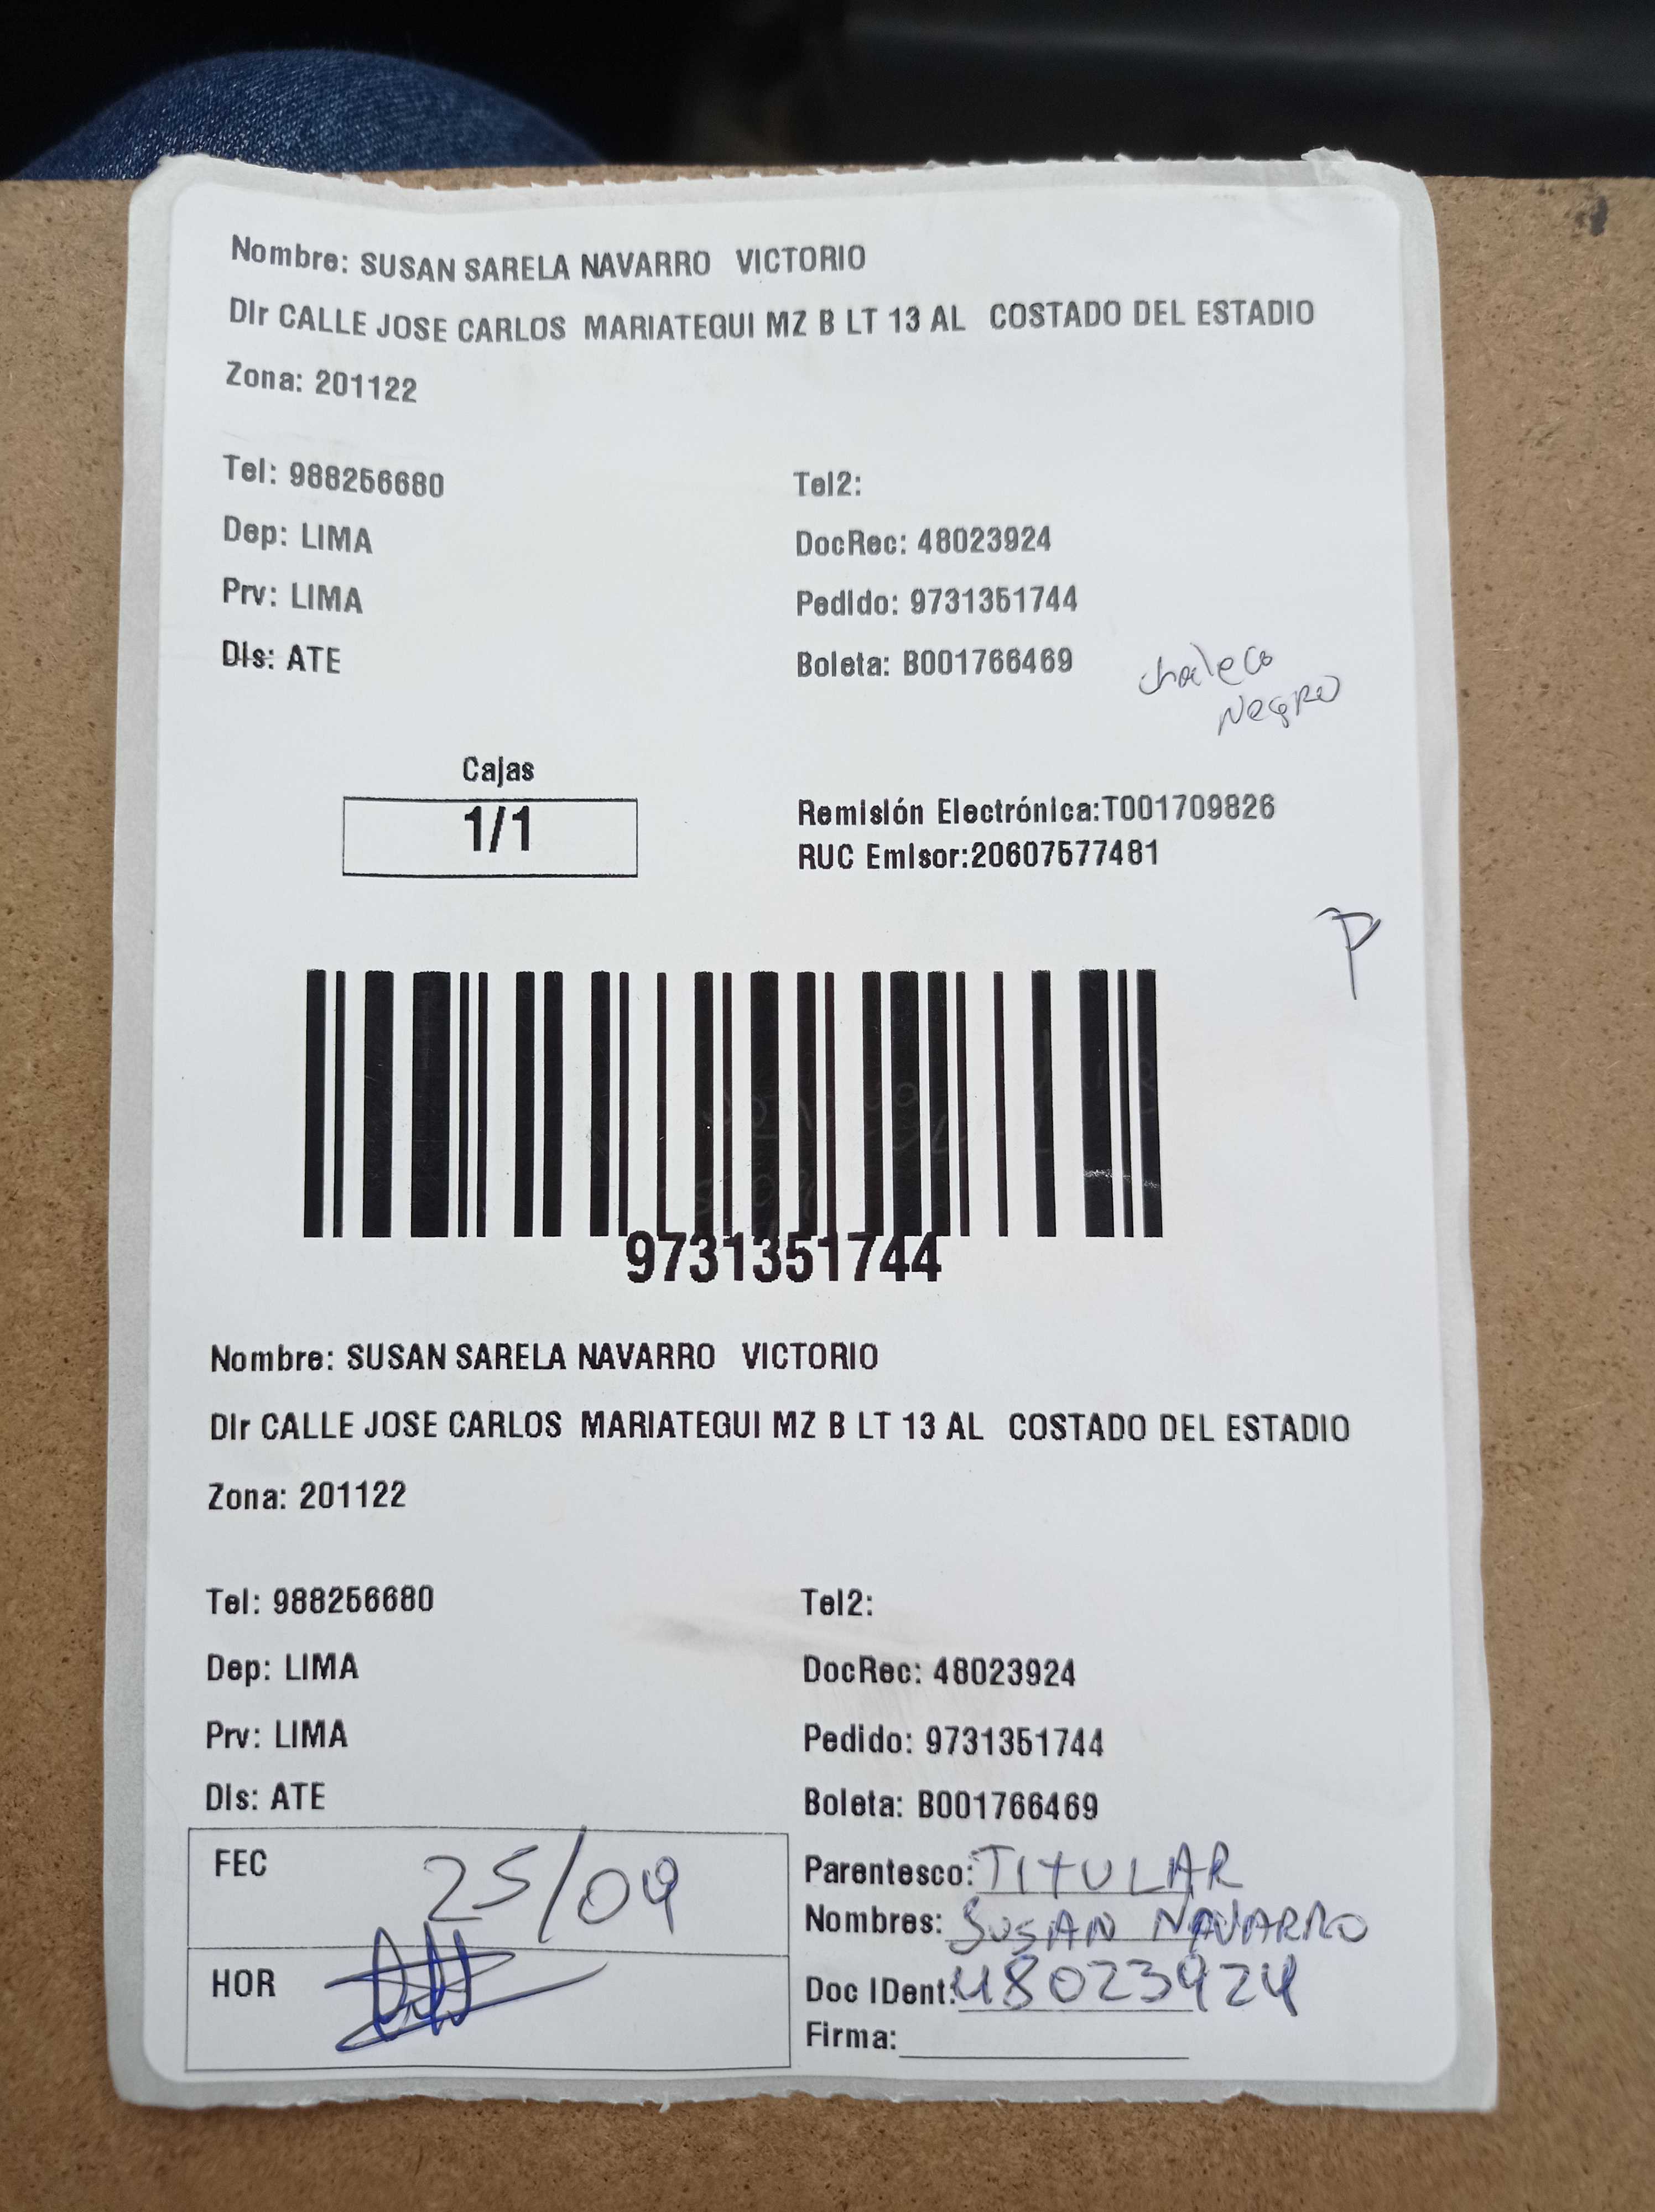 Nombre: SUSAN SARELA NAVARRO VICTORIO
Dir CALLE JOSE CARLOS MARIATEGUI MZ B LT 13 AL COSTADO DEL ESTADIO
Zona: 201122
Tel: 988256680
Tel2:
Dep: LIMA
DocRec: 48023924
Prv: LIMA
Pedido: 9731351744
Dis: ATE
Boleta: B001766469
chaleco
Negro
Cajas
1/1
Remisión Electrónica:T001709826
RUC Emisor:20607577481
P
9731351744
Nombre: SUSAN SARELA NAVARRO VICTORIO
Dir CALLE JOSE CARLOS MARIATEGUI MZ B LT 13 AL COSTADO DEL ESTADIO
Zona: 201122
Tel: 988256680
Tel2:
Dep: LIMA
DocRec: 48023924
Prv: LIMA
Pedido: 9731351744
Dis: ATE
Boleta: B001766469
FEC 25/09
Parentesco: TITULAR
Nombres: SUSAN NAVARRO
HOR
Doc IDent: 48023924
Firma: